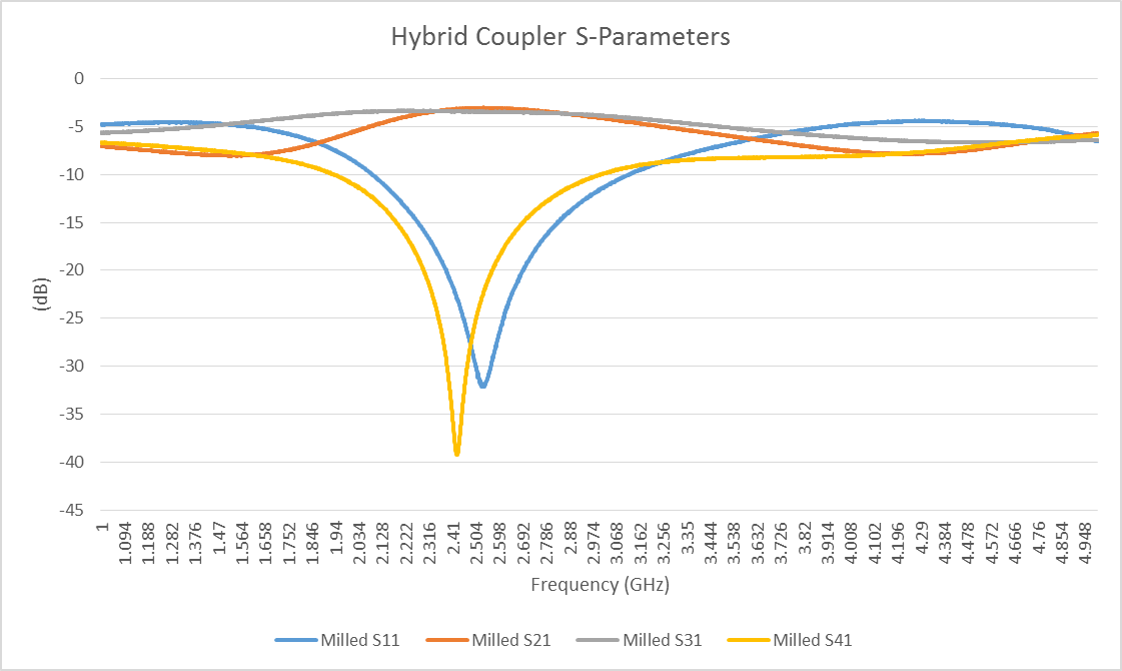 Hybrid Coupler S-Parameters
0
-5
-10
-15
-20
-25
-30
-35
-40
-45
(dB)
1 1.094 1.188 1.282 1.376 1.47 1.564 1.658 1.752 1.846 1.94 2.034 2.128 2.222 2.316 2.41 2.504 2.598 2.692 2.786 2.88 2.974 3.068 3.162 3.256 3.35 3.444 3.538 3.632 3.726 3.82 3.914 4.008 4.102 4.196 4.29 4.384 4.478 4.572 4.666 4.76 4.854 4.948
Frequency (GHz)
Milled S11 Milled S21 Milled S31 Milled S41